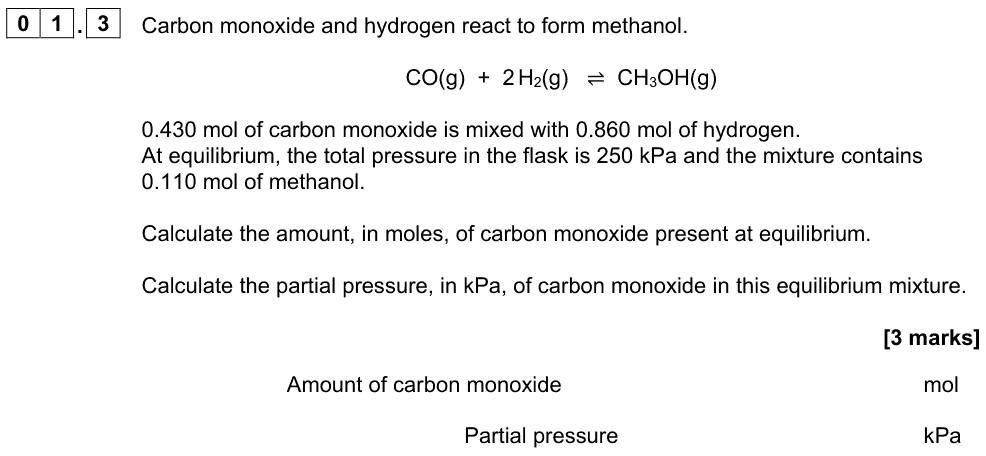 0 1 . 3 Carbon monoxide and hydrogen react to form methanol.
CO(g) + 2 H₂(g) ⇌ CH₃OH(g)
0.430 mol of carbon monoxide is mixed with 0.860 mol of hydrogen.
At equilibrium, the total pressure in the flask is 250 kPa and the mixture contains
0.110 mol of methanol.
Calculate the amount, in moles, of carbon monoxide present at equilibrium.
Calculate the partial pressure, in kPa, of carbon monoxide in this equilibrium mixture.
[3 marks]
Amount of carbon monoxide mol
Partial pressure kPa